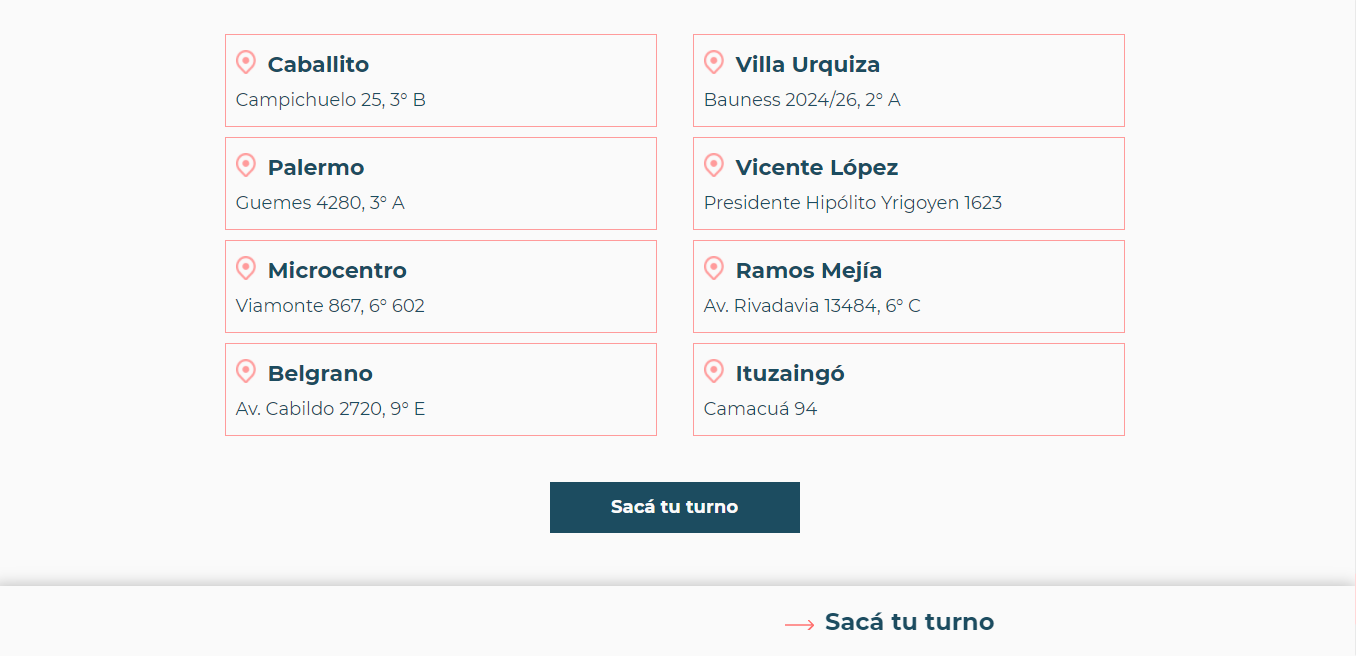 Caballito
Campichuelo 25, 3° B
Villa Urquiza
Bauness 2024/26, 2° A
Palermo
Guemes 4280, 3° A
Vicente López
Presidente Hipólito Yrigoyen 1623
Microcentro
Viamonte 867, 6° 602
Ramos Mejía
Av. Rivadavia 13484, 6° C
Belgrano
Av. Cabildo 2720, 9° E
Ituzaingó
Camacuá 94
Sacá tu turno
Sacá tu turno